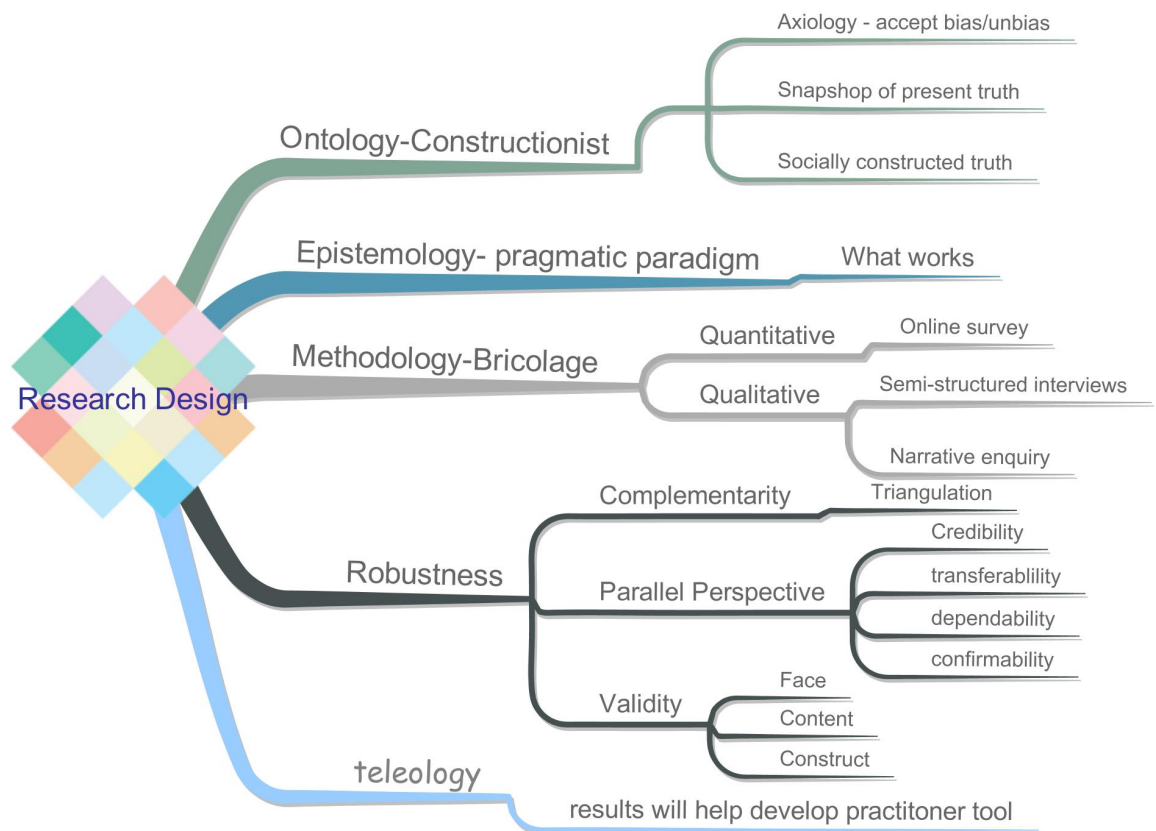 Research Design
Ontology-Constructionist
Axiology - accept bias/unbias
Snapshop of present truth
Socially constructed truth
Epistemology- pragmatic paradigm
What works
Methodology-Bricolage
Quantitative
Online survey
Qualitative
Semi-structured interviews
Narrative enquiry
Robustness
Complementarity
Triangulation
Parallel Perspective
Credibility
transferablility
dependability
confirmability
Validity
Face
Content
Construct
teleology
results will help develop practitoner tool